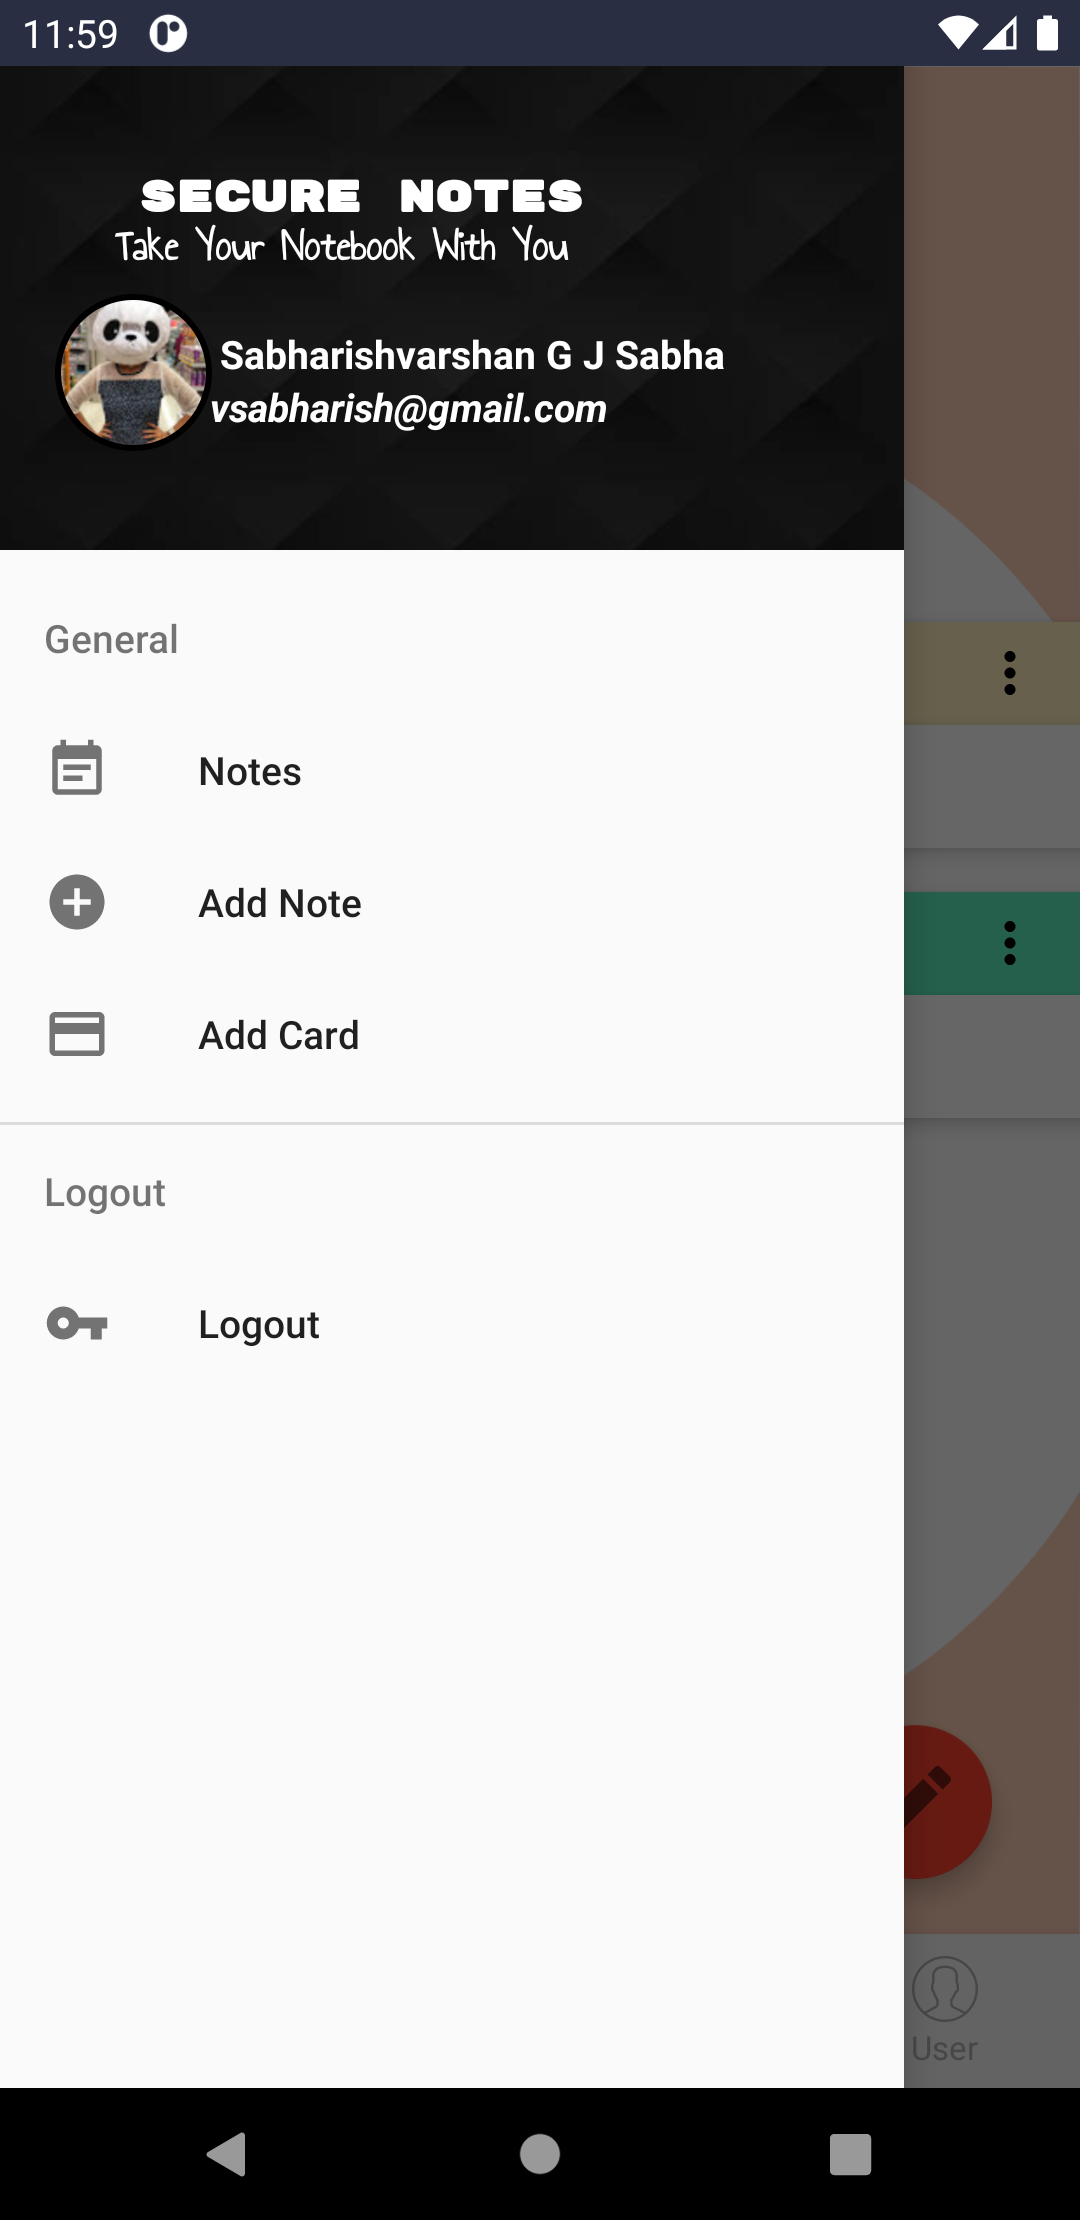 11:59
SECURE NOTES
Take Your Notebook With You
Sabharishvarshan G J Sabha
vsabharish@gmail.com
General
Notes
Add Note
Add Card
Logout
Logout
User